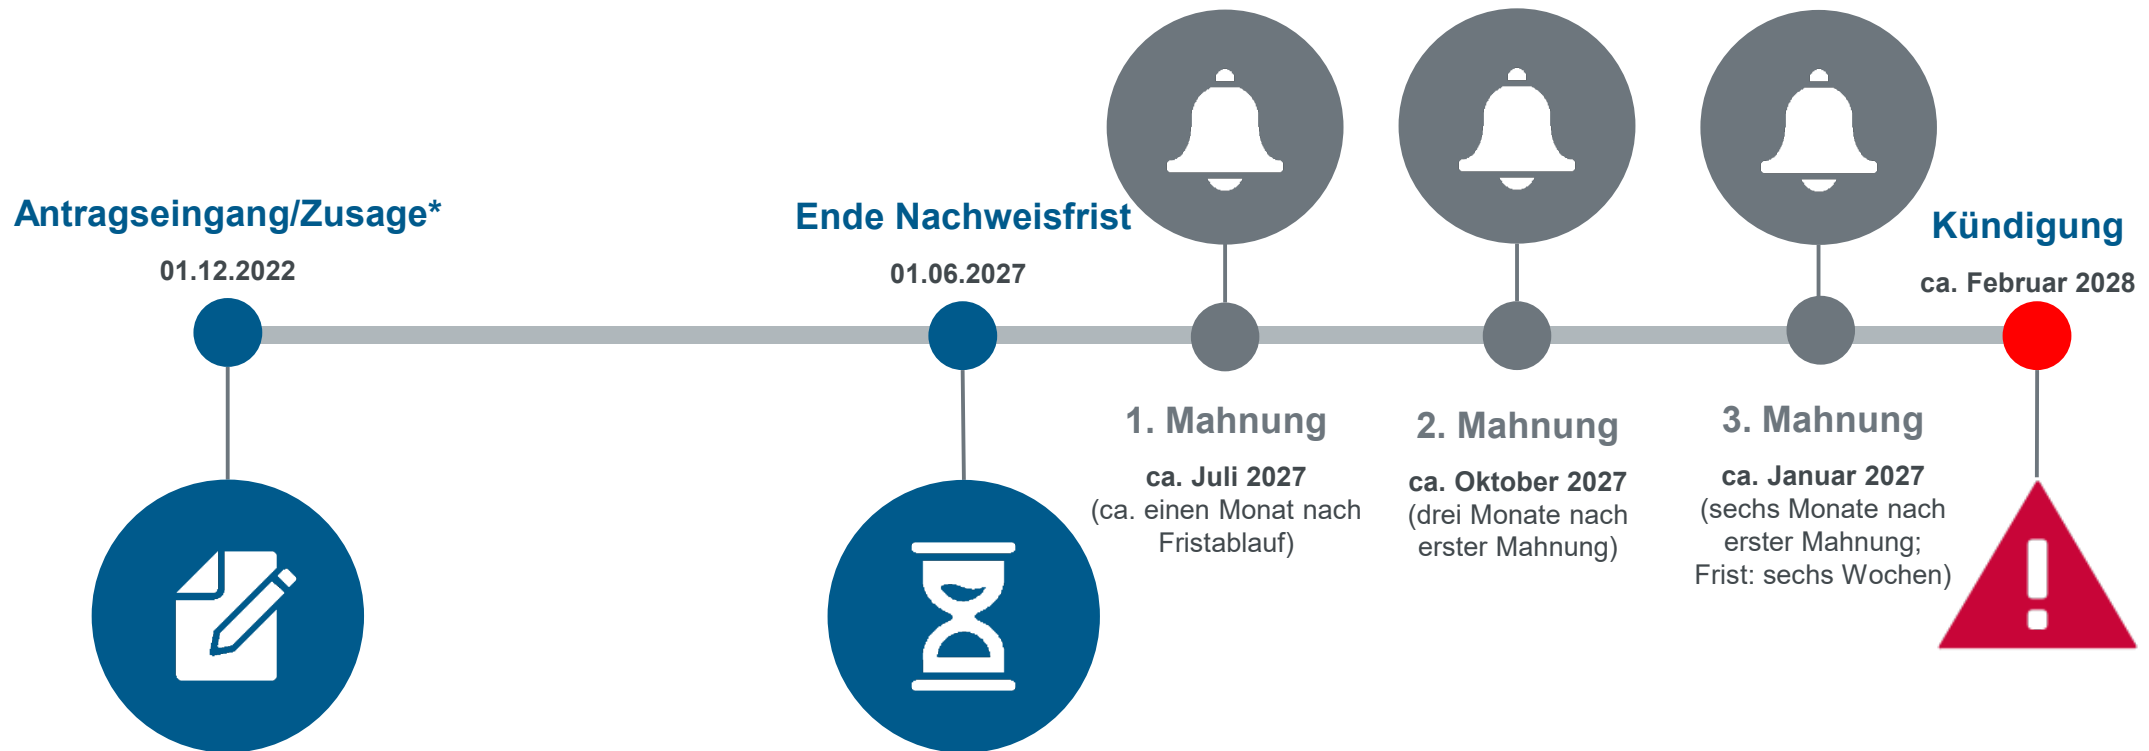 Antragseingang/Zusage*
01.12.2022
Ende Nachweisfrist
01.06.2027
1. Mahnung
ca. Juli 2027
(ca. einen Monat nach
Fristablauf)
2. Mahnung
ca. Oktober 2027
(drei Monate nach
erster Mahnung)
3. Mahnung
ca. Januar 2027
(sechs Monate nach
erster Mahnung;
Frist: sechs Wochen)
Kündigung
ca. Februar 2028